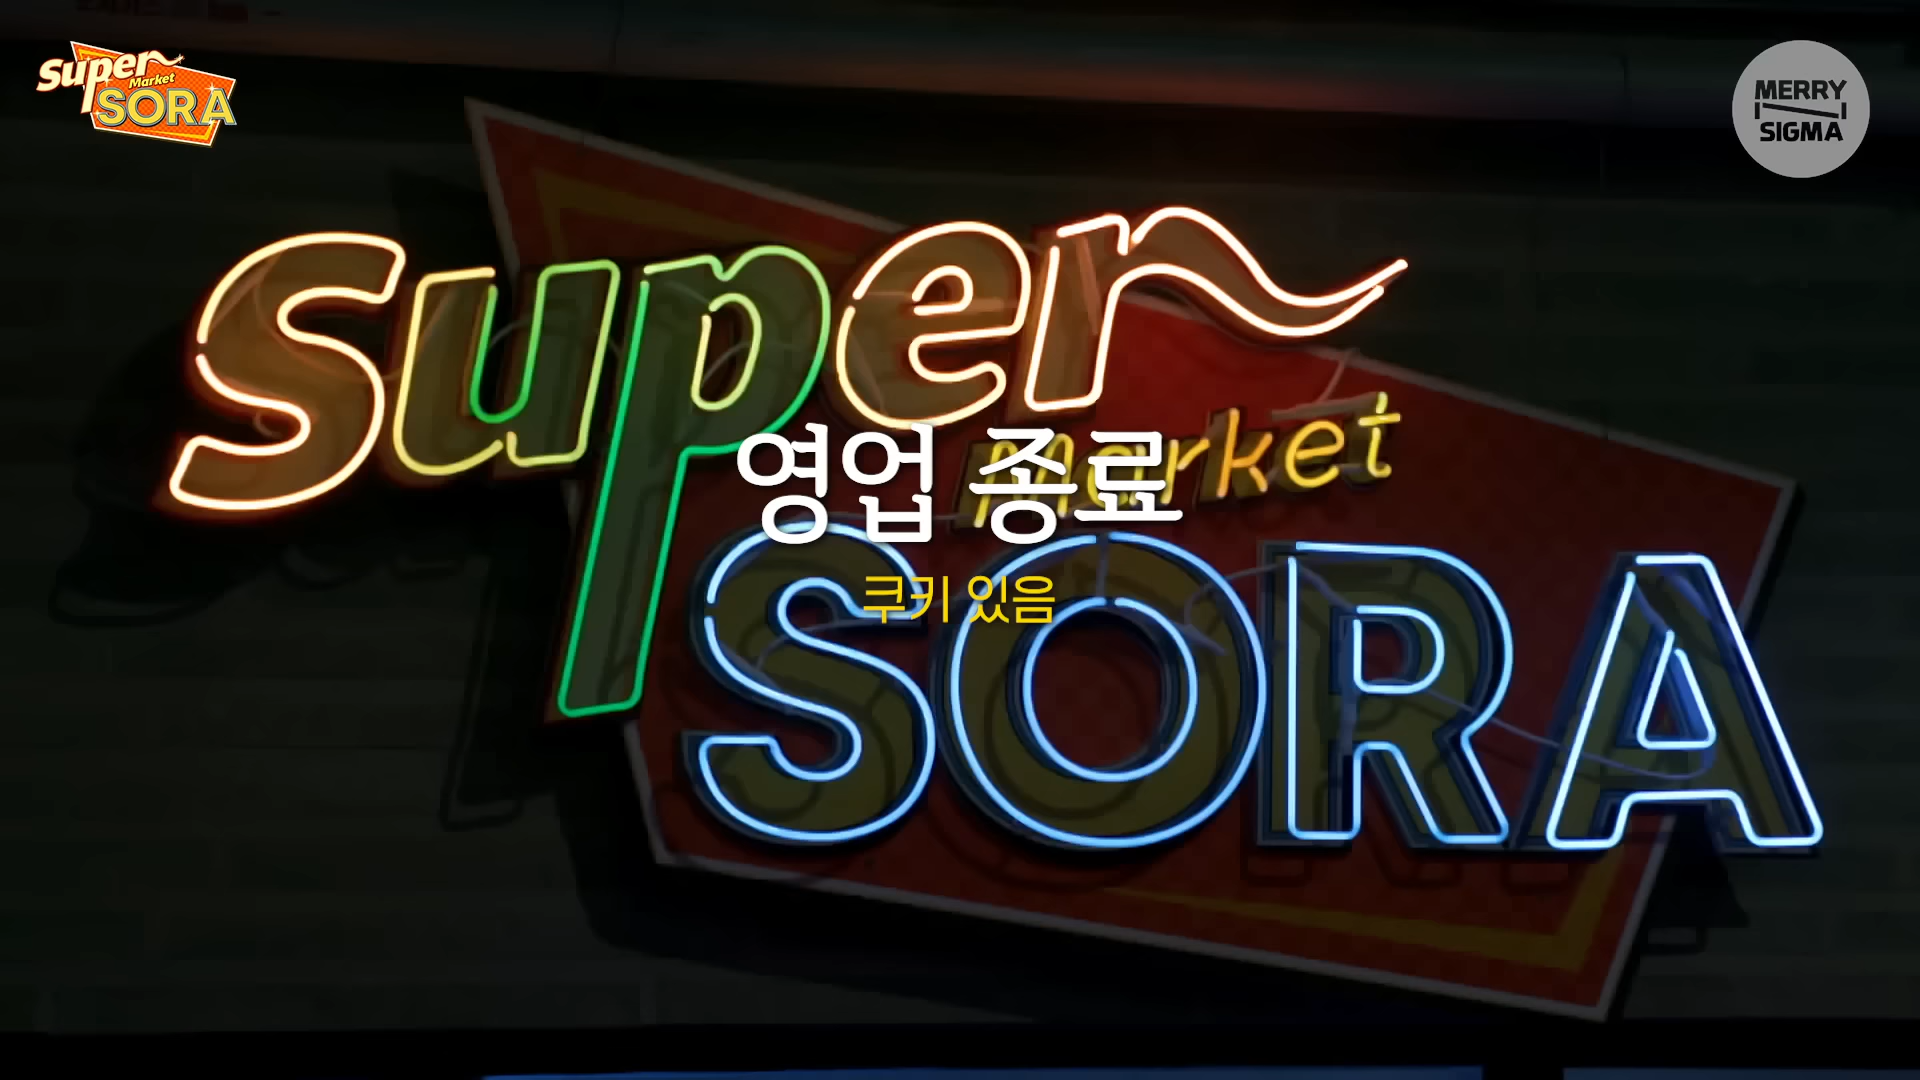 Super
Market
SORA
MERRY
SIGMA
Super
Market
SORA
영업 종료
쿠키 있음